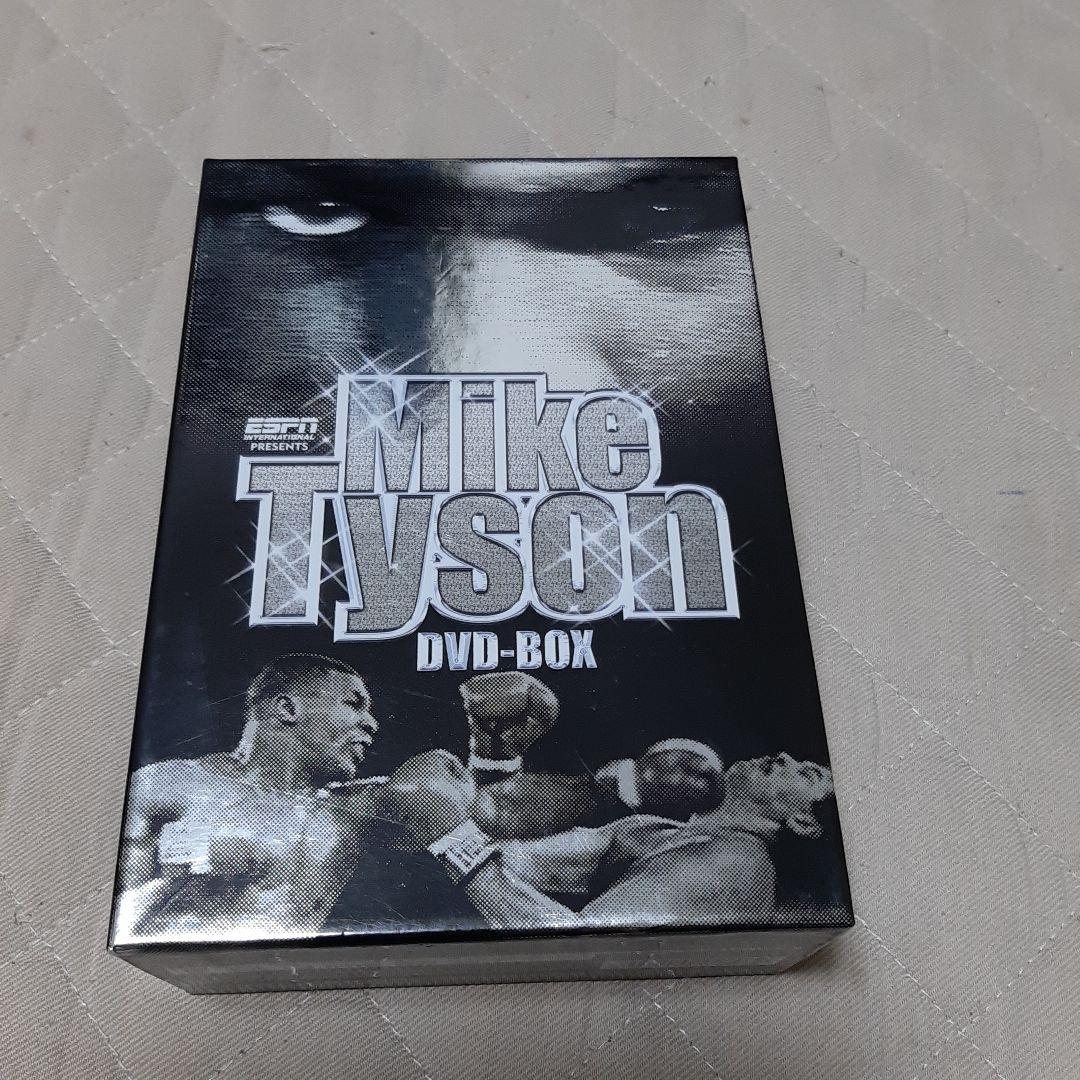 ESPN
INTERNATIONAL
PRESENTS
Mike
Tyson
DVD-BOX